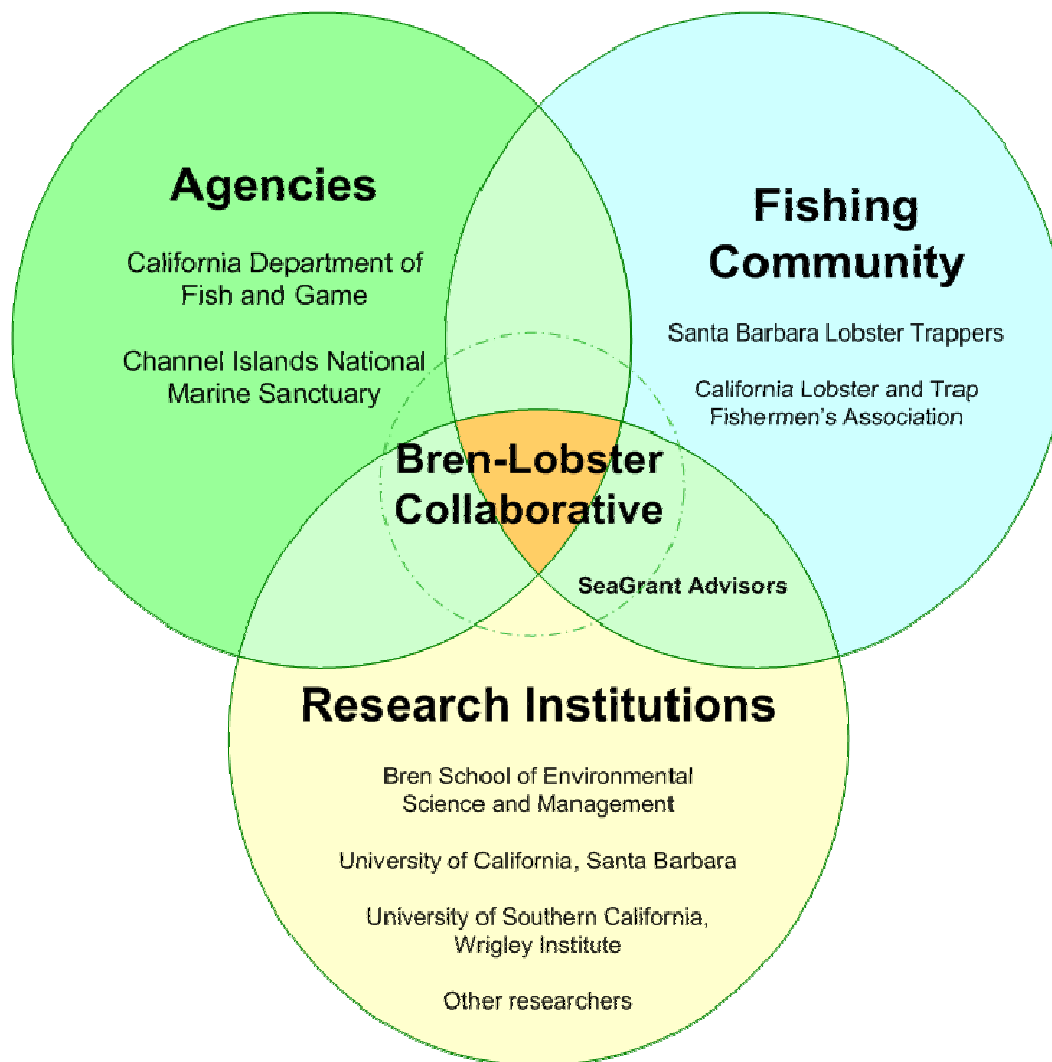 Agencies
California Department of
Fish and Game
Channel Islands National
Marine Sanctuary
Fishing
Community
Santa Barbara Lobster Trappers
California Lobster and Trap
Fishermen's Association
Bren-Lobster
Collaborative
SeaGrant Advisors
Research Institutions
Bren School of Environmental
Science and Management
University of California, Santa Barbara
University of Southern California,
Wrigley Institute
Other researchers